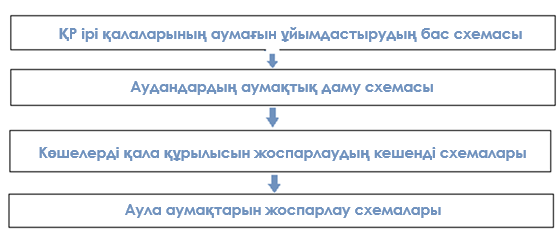 ҚР ірі қалаларының аумағын ұйымдастырудың бас схемасы
Аудандардың аумақтық даму схемасы
Көшелерді қала құрылысын жоспарлаудың кешенді схемалары
Аула аумақтарын жоспарлау схемалары